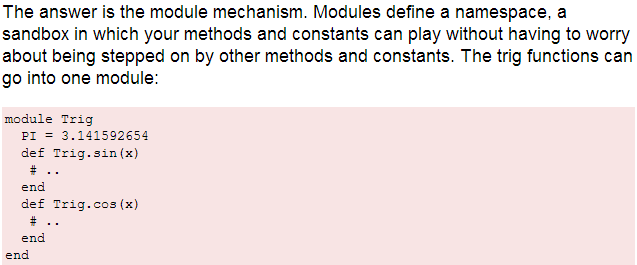 The answer is the module mechanism. Modules define a namespace, a
sandbox in which your methods and constants can play without having to worry
about being stepped on by other methods and constants. The trig functions can
go into one module:
module Trig
  PI = 3.141592654
  def Trig.sin(x)
   # ..
  end
  def Trig.cos(x)
   # ..
  end
end